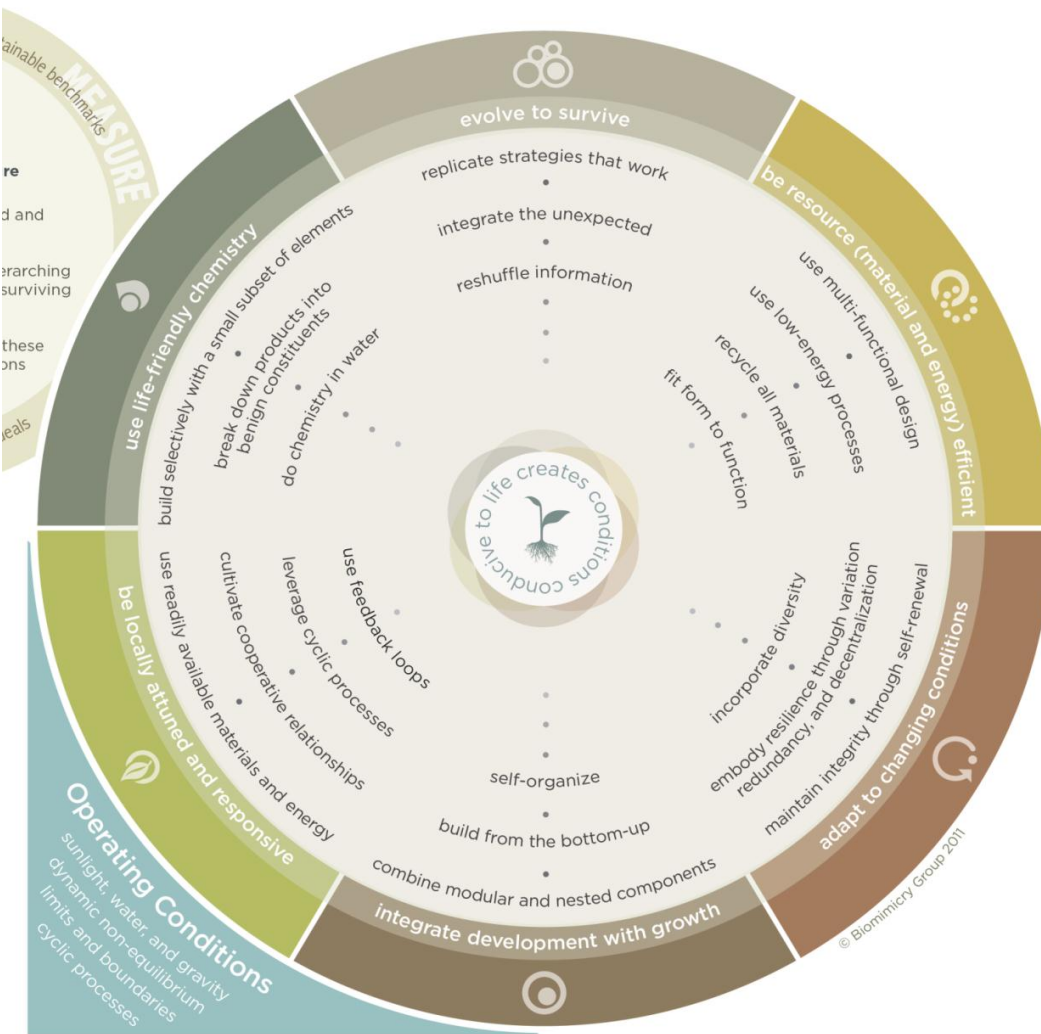 tainable benchmarks
MEASURE
re
d and
erarching
surviving
these
ons
deals
evolve to survive
replicate strategies that work
integrate the unexpected
reshuffle information
be resource (material and energy) efficient
use multi-functional design
use low-energy processes
recycle all materials
fit form to function
adapt to changing conditions
maintain integrity through self-renewal
embody resilience through variation
redundancy, and decentralization
incorporate diversity
integrate development with growth
combine modular and nested components
build from the bottom-up
self-organize
be locally attuned and responsive
use readily available materials and energy
cultivate cooperative relationships
leverage cyclic processes
use feedback loops
use life-friendly chemistry
build selectively with a small subset of elements
break down products into
benign constituents
do chemistry in water
life creates conditions conducive to
Operating Conditions
sunlight, water, and gravity
dynamic non-equilibrium
limits and boundaries
cyclic processes
© Biomimicry Group 2011